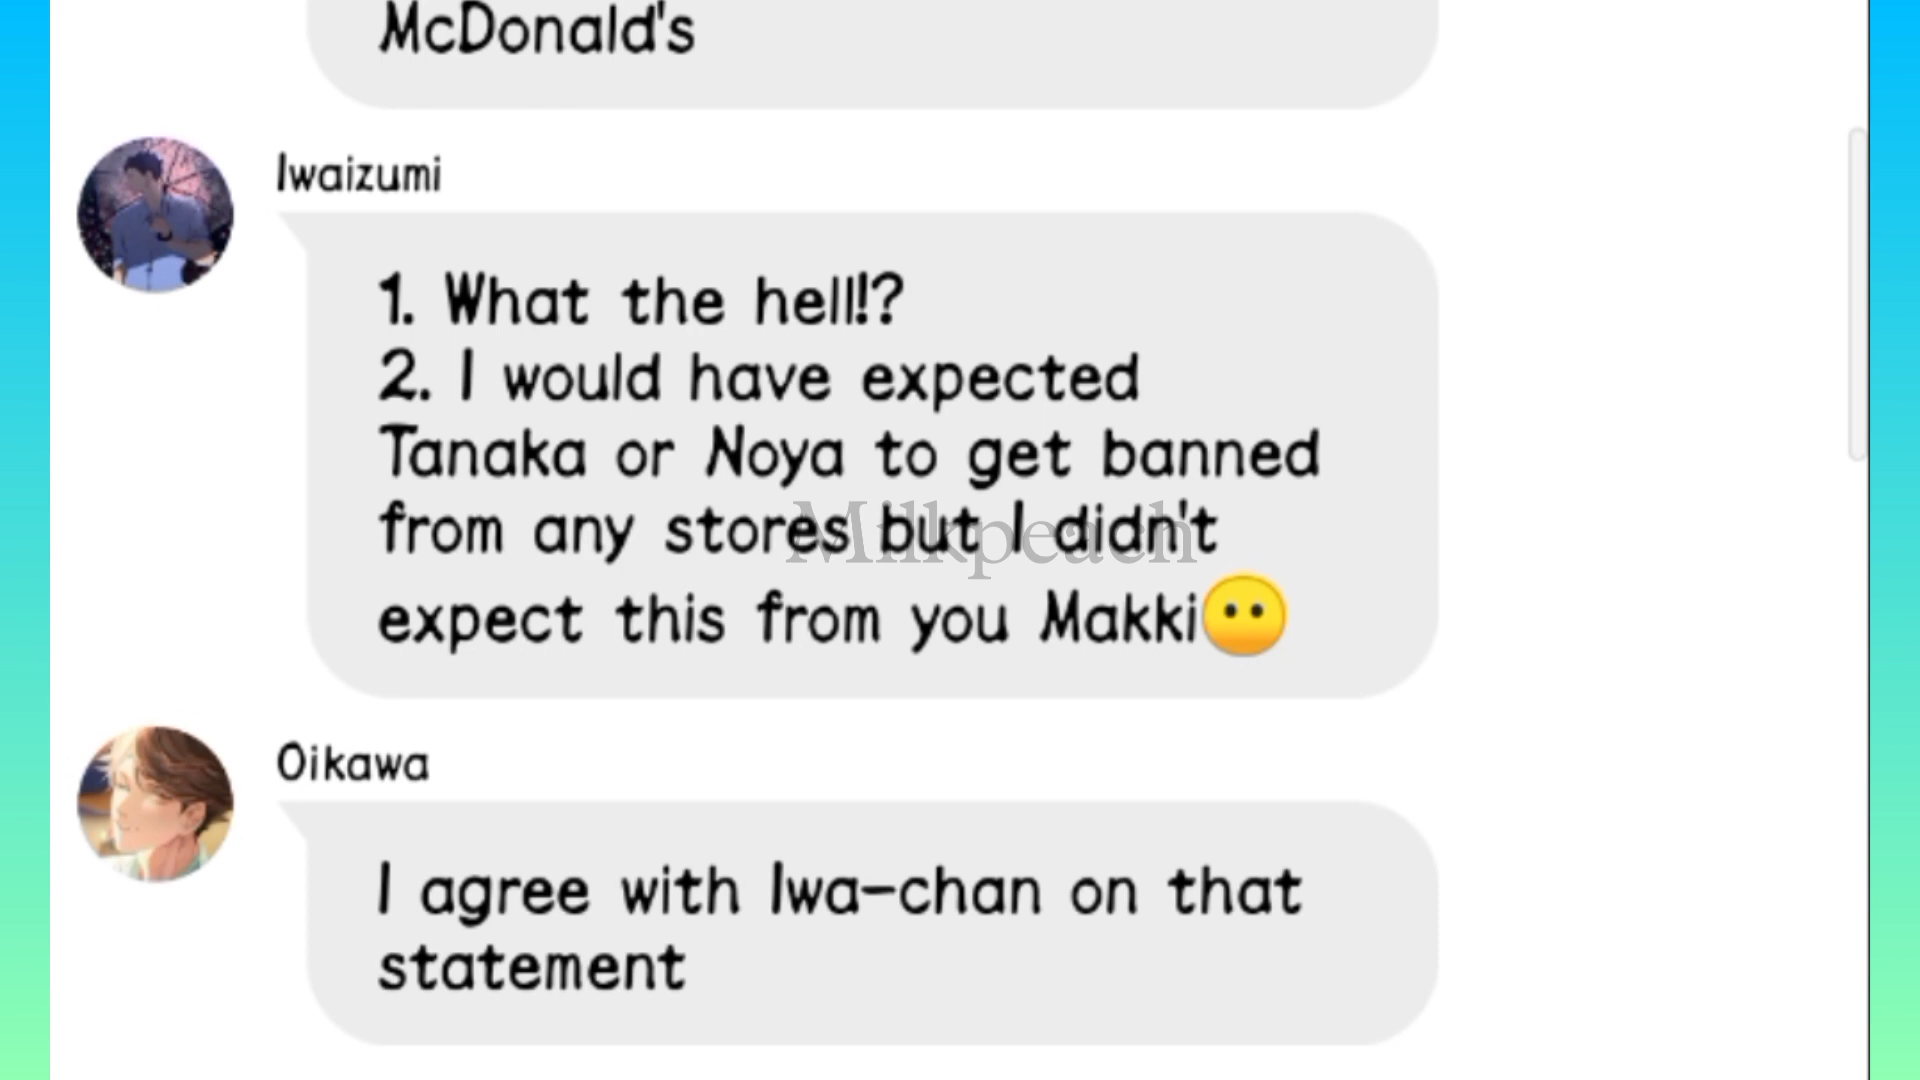 McDonald's
Iwaizumi
1. What the hell!?
2. I would have expected
Tanaka or Noya to get banned
from any stores but I didn't
expect this from you Makki😶
Milkpeach
Oikawa
I agree with Iwa-chan on that
statement